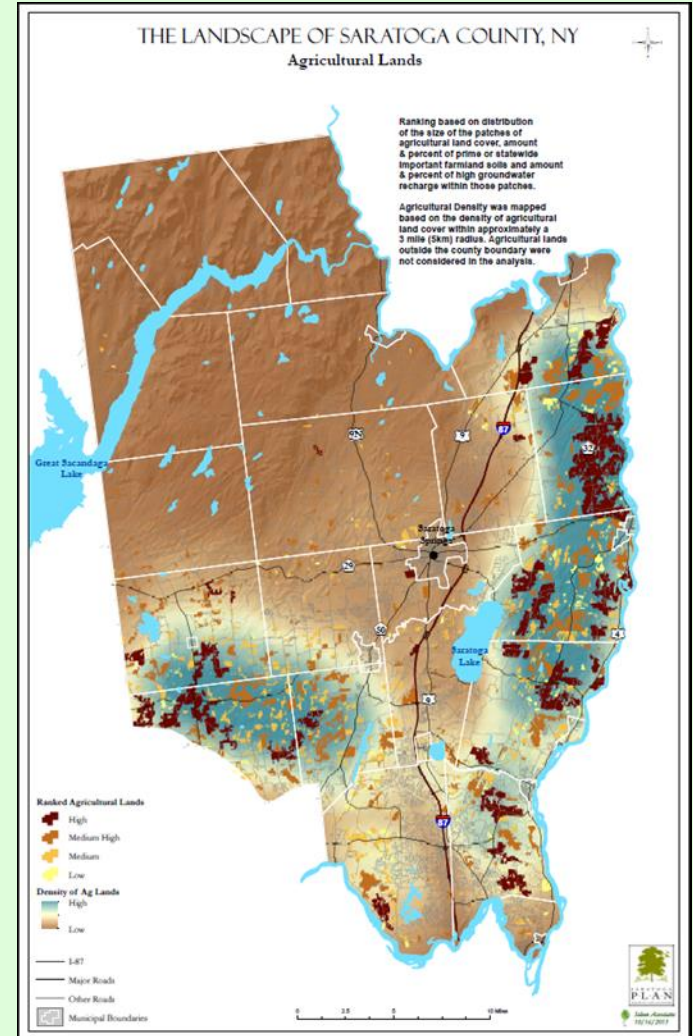 THE LANDSCAPE OF SARATOGA COUNTY, NY
Agricultural Lands
Ranking based on distribution
of the size of the patches of
agricultural land cover, amount
& percent of prime or statewide
important farmland soils and amount
& percent of high groundwater
recharge within those patches.
Agricultural Density was mapped
based on the density of agricultural
land cover within approximately a
3 mile (5km) radius. Agricultural lands
outside the county boundary were
not considered in the analysis.
9
87
32
Great Sacandaga
Lake
Saratoga
Springs
29
50
4
Saratoga
Lake
9
87
Ranked Agricultural Lands
High
Medium High
Medium
Low
Density of Ag Lands
High
Low
I-87
Major Roads
Other Roads
Municipal Boundaries
0 2.5 5 10 Miles
SARATOGA
PLAN